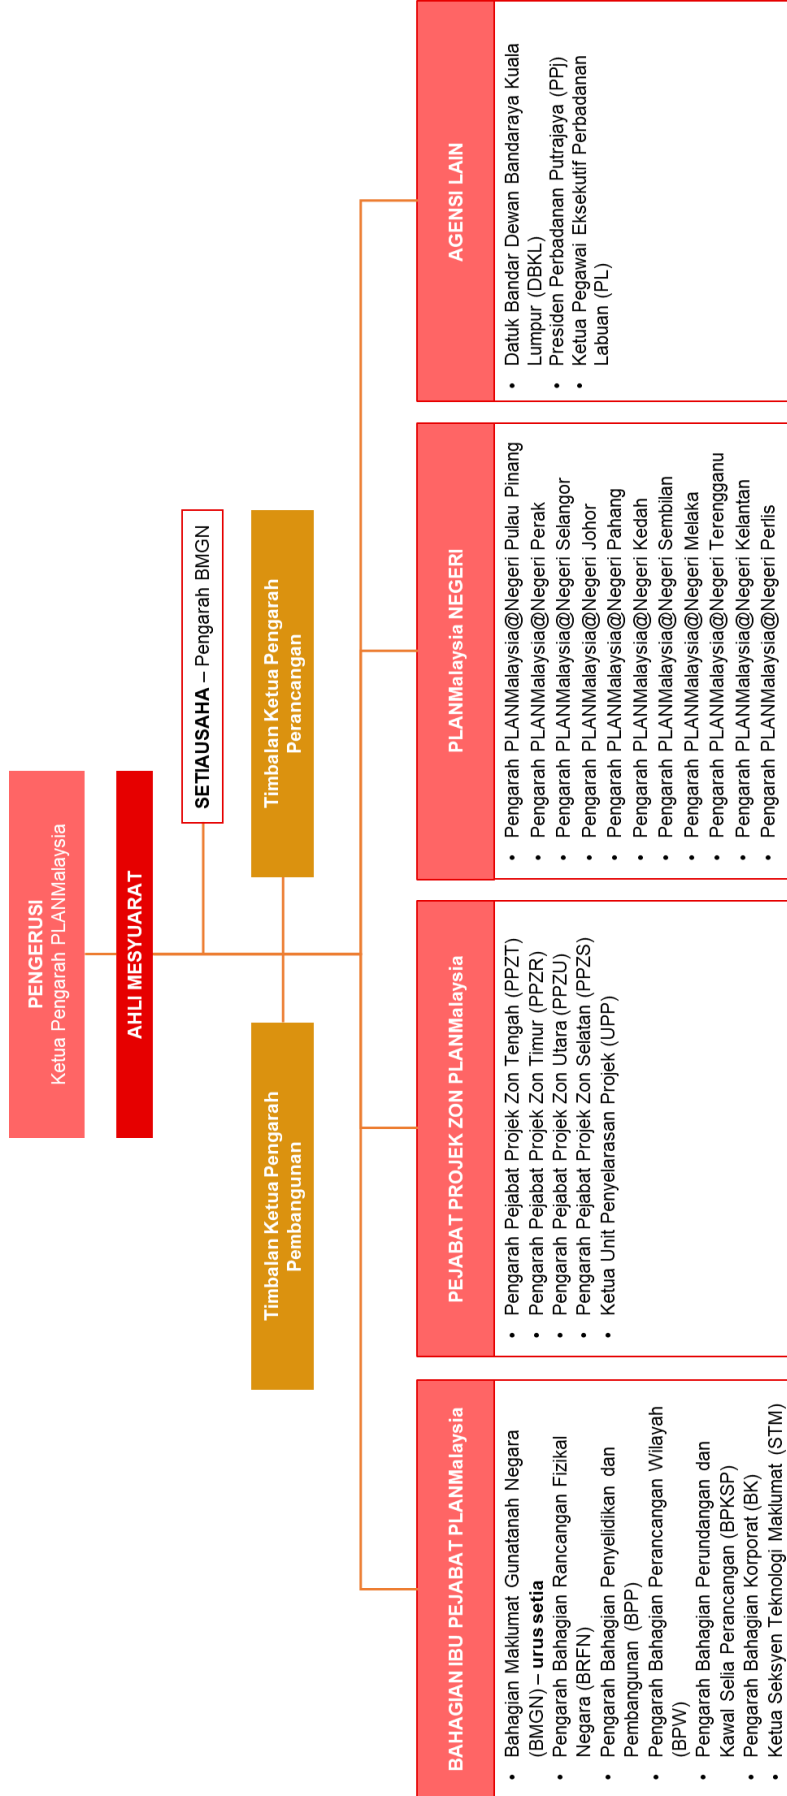 PENGERUSI
Ketua Pengarah PLANMalaysia
AHLI MESYUARAT
SETIAUSAHA – Pengarah BMGN
Timbalan Ketua Pengarah
Pembangunan
Timbalan Ketua Pengarah
Perancangan
BAHAGIAN IBU PEJABAT PLANMalaysia
• Bahagian Maklumat Gunatanah Negara
(BMGN) – urus setia
• Pengarah Bahagian Rancangan Fizikal
Negara (BRFN)
• Pengarah Bahagian Penyelidikan dan
Pembangunan (BPP)
• Pengarah Bahagian Perancangan Wilayah
(BPW)
• Pengarah Bahagian Perundangan dan
Kawal Selia Perancangan (BPKSP)
• Pengarah Bahagian Korporat (BK)
• Ketua Seksyen Teknologi Maklumat (STM)
PEJABAT PROJEK ZON PLANMalaysia
• Pengarah Pejabat Projek Zon Tengah (PPZT)
• Pengarah Pejabat Projek Zon Timur (PPZR)
• Pengarah Pejabat Projek Zon Utara (PPZU)
• Pengarah Pejabat Projek Zon Selatan (PPZS)
• Ketua Unit Penyelarasan Projek (UPP)
PLANMalaysia NEGERI
• Pengarah PLANMalaysia@Negeri Pulau Pinang
• Pengarah PLANMalaysia@Negeri Perak
• Pengarah PLANMalaysia@Negeri Selangor
• Pengarah PLANMalaysia@Negeri Johor
• Pengarah PLANMalaysia@Negeri Pahang
• Pengarah PLANMalaysia@Negeri Kedah
• Pengarah PLANMalaysia@Negeri Sembilan
• Pengarah PLANMalaysia@Negeri Melaka
• Pengarah PLANMalaysia@Negeri Terengganu
• Pengarah PLANMalaysia@Negeri Kelantan
• Pengarah PLANMalaysia@Negeri Perlis
AGENSI LAIN
• Datuk Bandar Dewan Bandaraya Kuala
Lumpur (DBKL)
• Presiden Perbadanan Putrajaya (PPj)
• Ketua Pegawai Eksekutif Perbadanan
Labuan (PL)